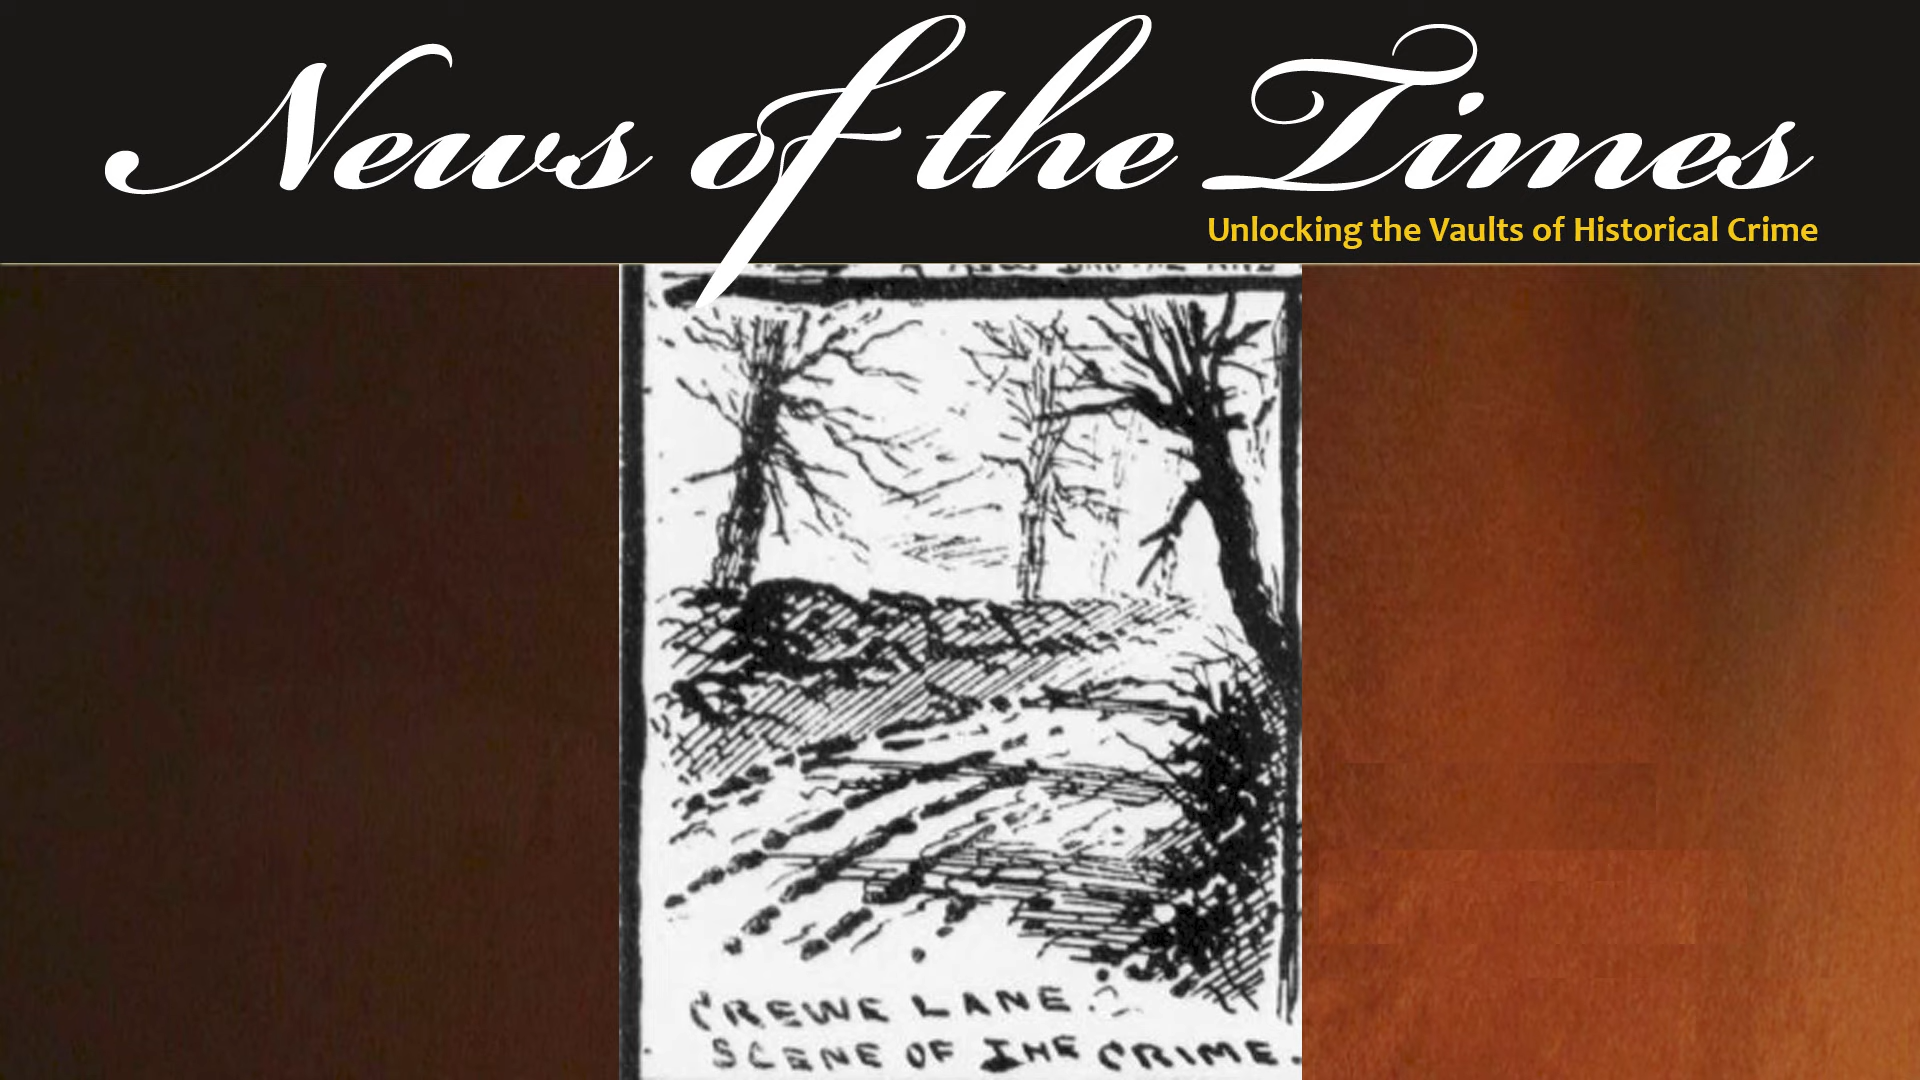 News of the Times
Unlocking the Vaults of Historical Crime
CREWE LANE.
SCENE OF THE CRIME.